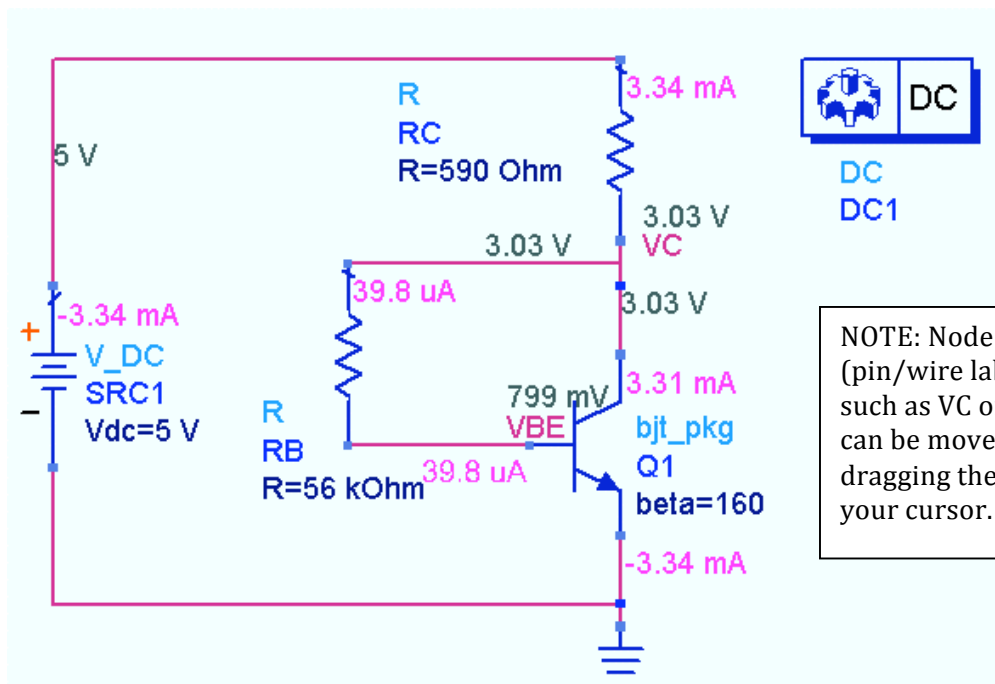 3.34 mA
R
RC
R=590 Ohm
DC
DC
DC1
5 V
3.03 V
3.03 V
VC
39.8 uA
3.03 V
-3.34 mA
+
V_DC
SRC1
–
Vdc=5 V
R
RB
R=56 kOhm
799 mV
VBE
39.8 uA
3.31 mA
bjt_pkg
Q1
beta=160
-3.34 mA
NOTE: Node
(pin/wire
such as VC
can be
dragging
your cursor.